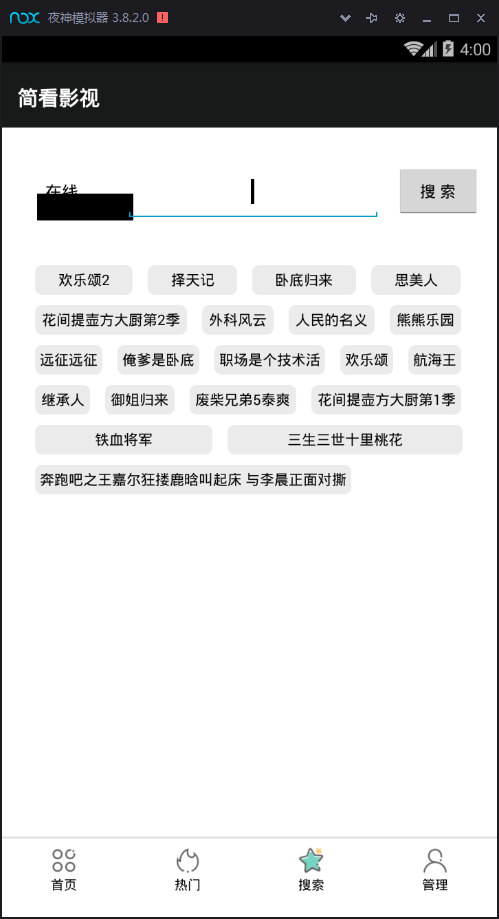 nox 夜神模拟器 3.8.2.0
4:00
简看影视
在线
搜 索
欢乐颂2 择天记 卧底归来 思美人
花间提壶方大厨第2季 外科风云 人民的名义 熊熊乐园
远征远征 俺爹是卧底 职场是个技术活 欢乐颂 航海王
继承人 御姐归来 废柴兄弟5泰爽 花间提壶方大厨第1季
铁血将军 三生三世十里桃花
奔跑吧之王嘉尔狂搂鹿晗叫起床 与李晨正面对撕
首页 热门 搜索 管理